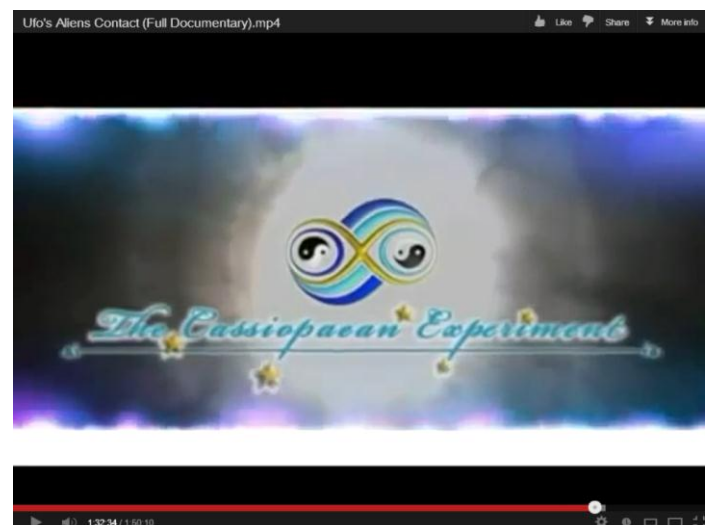 Ufo's Aliens Contact (Full Documentary).mp4 Like Share More info
The Cassiopaean Experiment
1:32:34 / 1:50:10